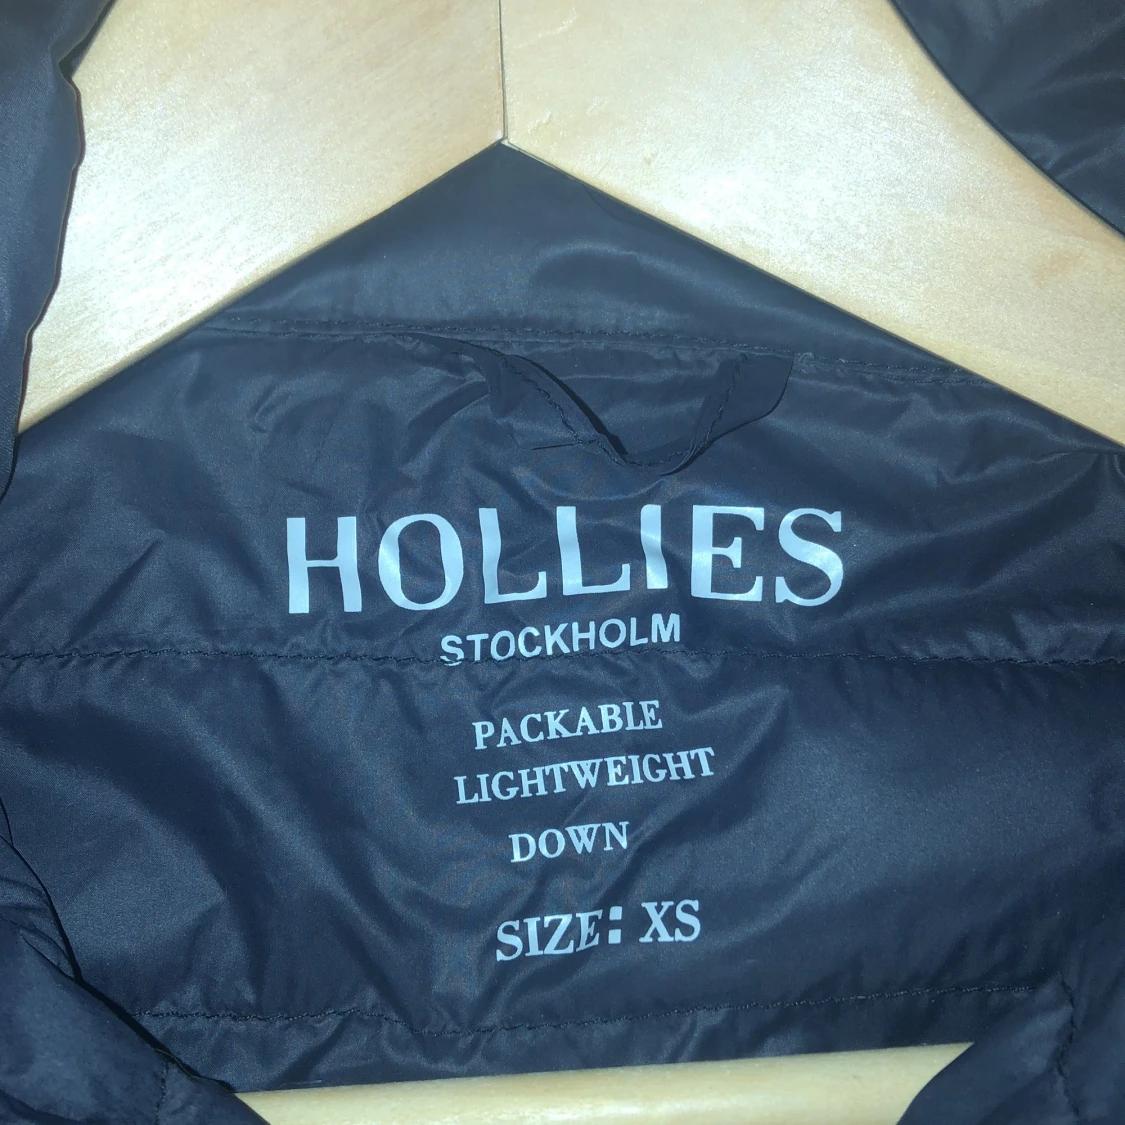 HOLLIES
STOCKHOLM
PACKABLE
LIGHTWEIGHT
DOWN
SIZE: XS